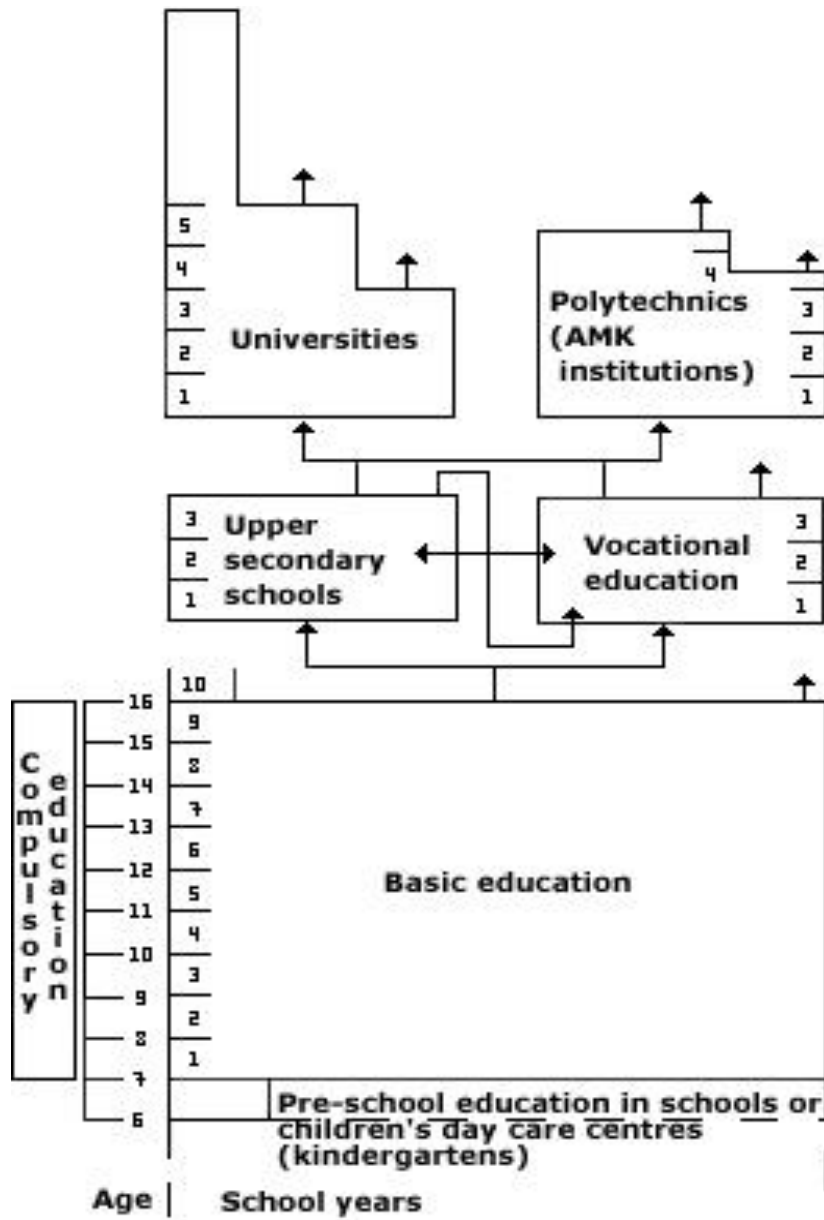 5
4
3
2
1
Universities
4
Polytechnics
(AMK
institutions)
3
2
1
3
2
1
Upper
secondary
schools
Vocational
education
3
2
1
Compulsory
education
16
15
14
13
12
11
10
9
8
7
6
10
9
8
7
6
5
4
3
2
1
Basic education
Pre-school education in schools or
children's day care centres
(kindergartens)
Age
School years